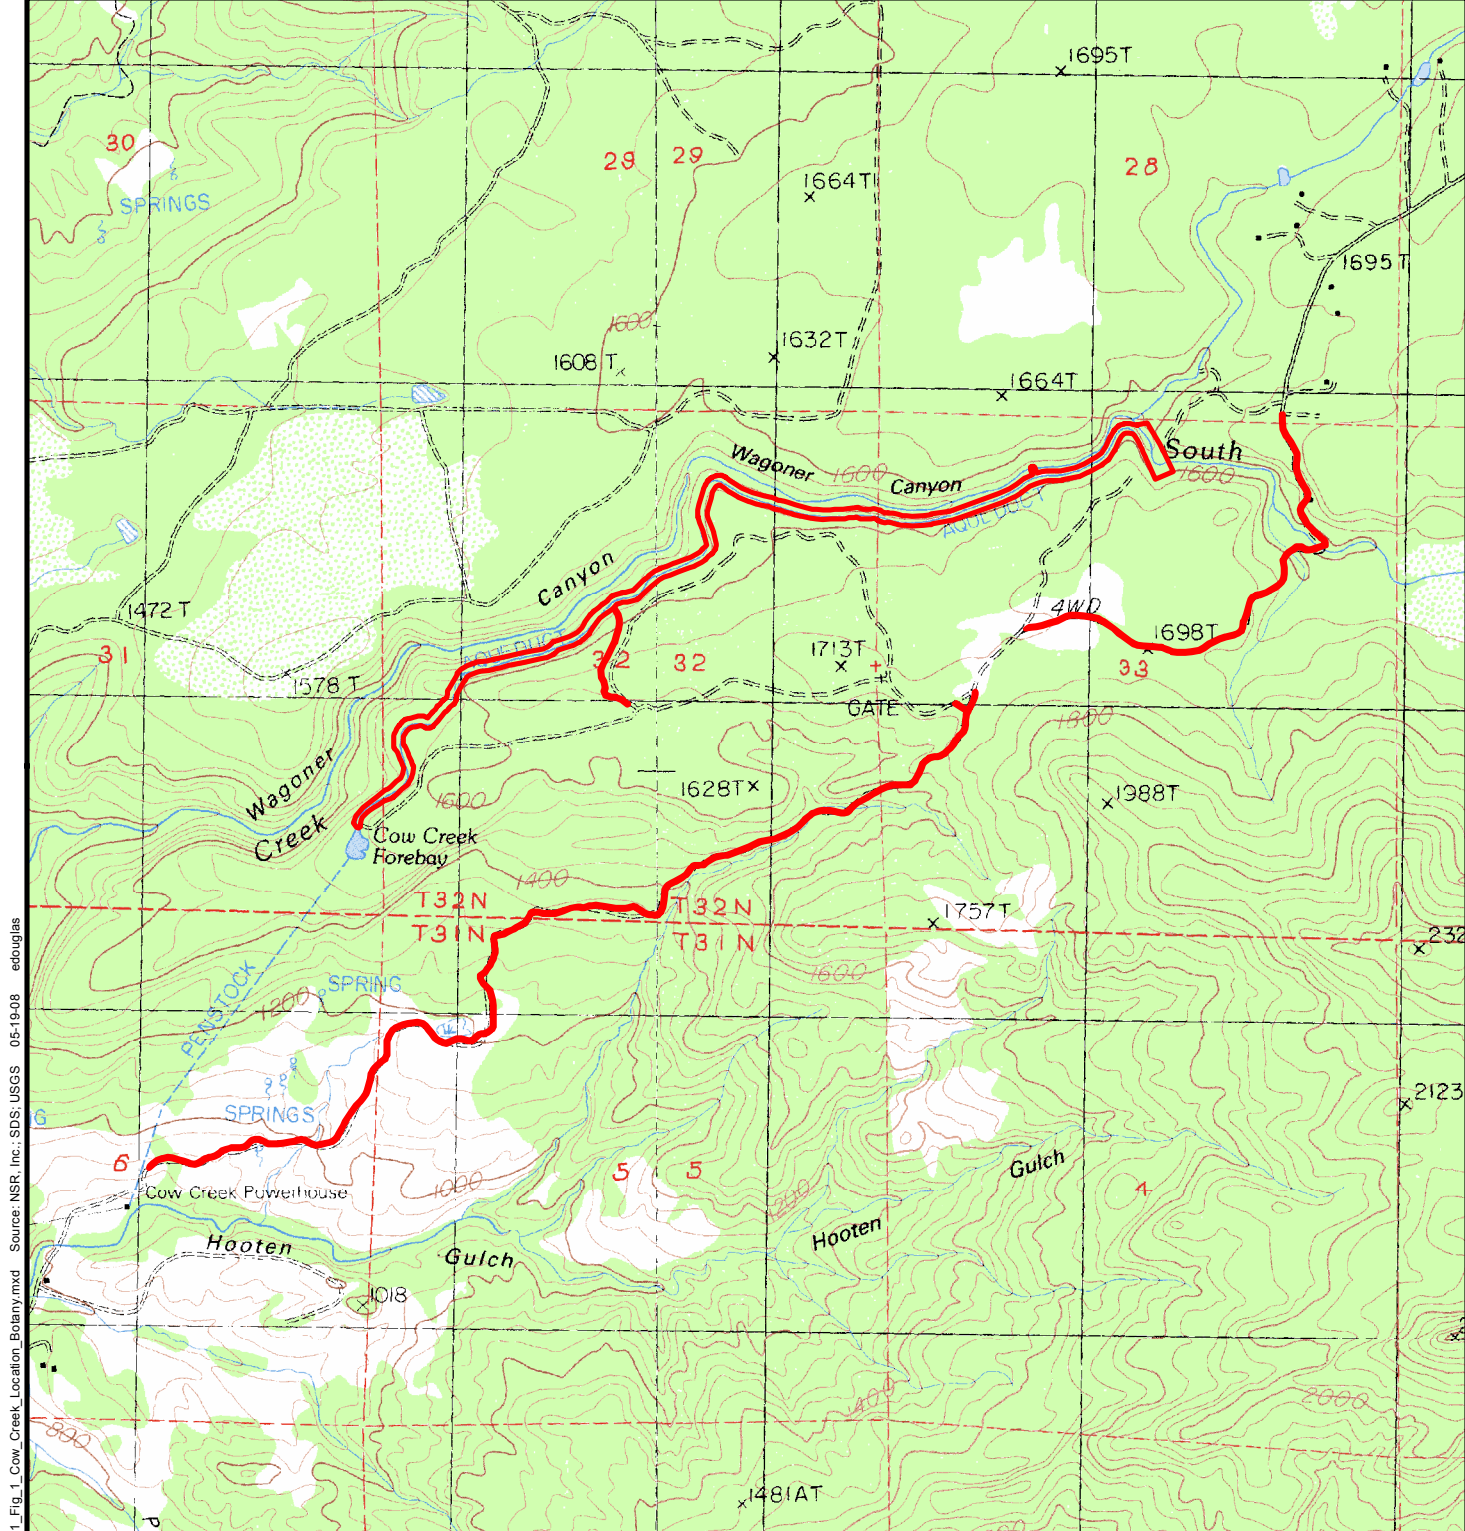 1695T
30
29
29
28
1664T
SPRINGS
1695T
1600
1632T
1608 T
1664T
Wagoner
Canyon
South
1600
1600
AQUEDUCT
Canyon
1472 T
4WD
1698T
31
AQUEDUCT
32
32
1713T
33
1578 T
GATE
1800
Wagoner
1628T
1988T
1600
Creek
Cow Creek
Forebay
1400
T32N
T32N
1757T
T31N
T31N
232
1600
SPRING
1200
PENSTOCK
2123
SPRINGS
6
5
5
Gulch
4
Cow Creek Powerhouse
1000
1200
Hooten
Hooten
Gulch
1018
1400
2000
800
1481AT
1_Fig_1_Cow_Creek_Location_Botany.mxd Source: NSR, Inc.; SDS; USGS 05-19-08 edouglas